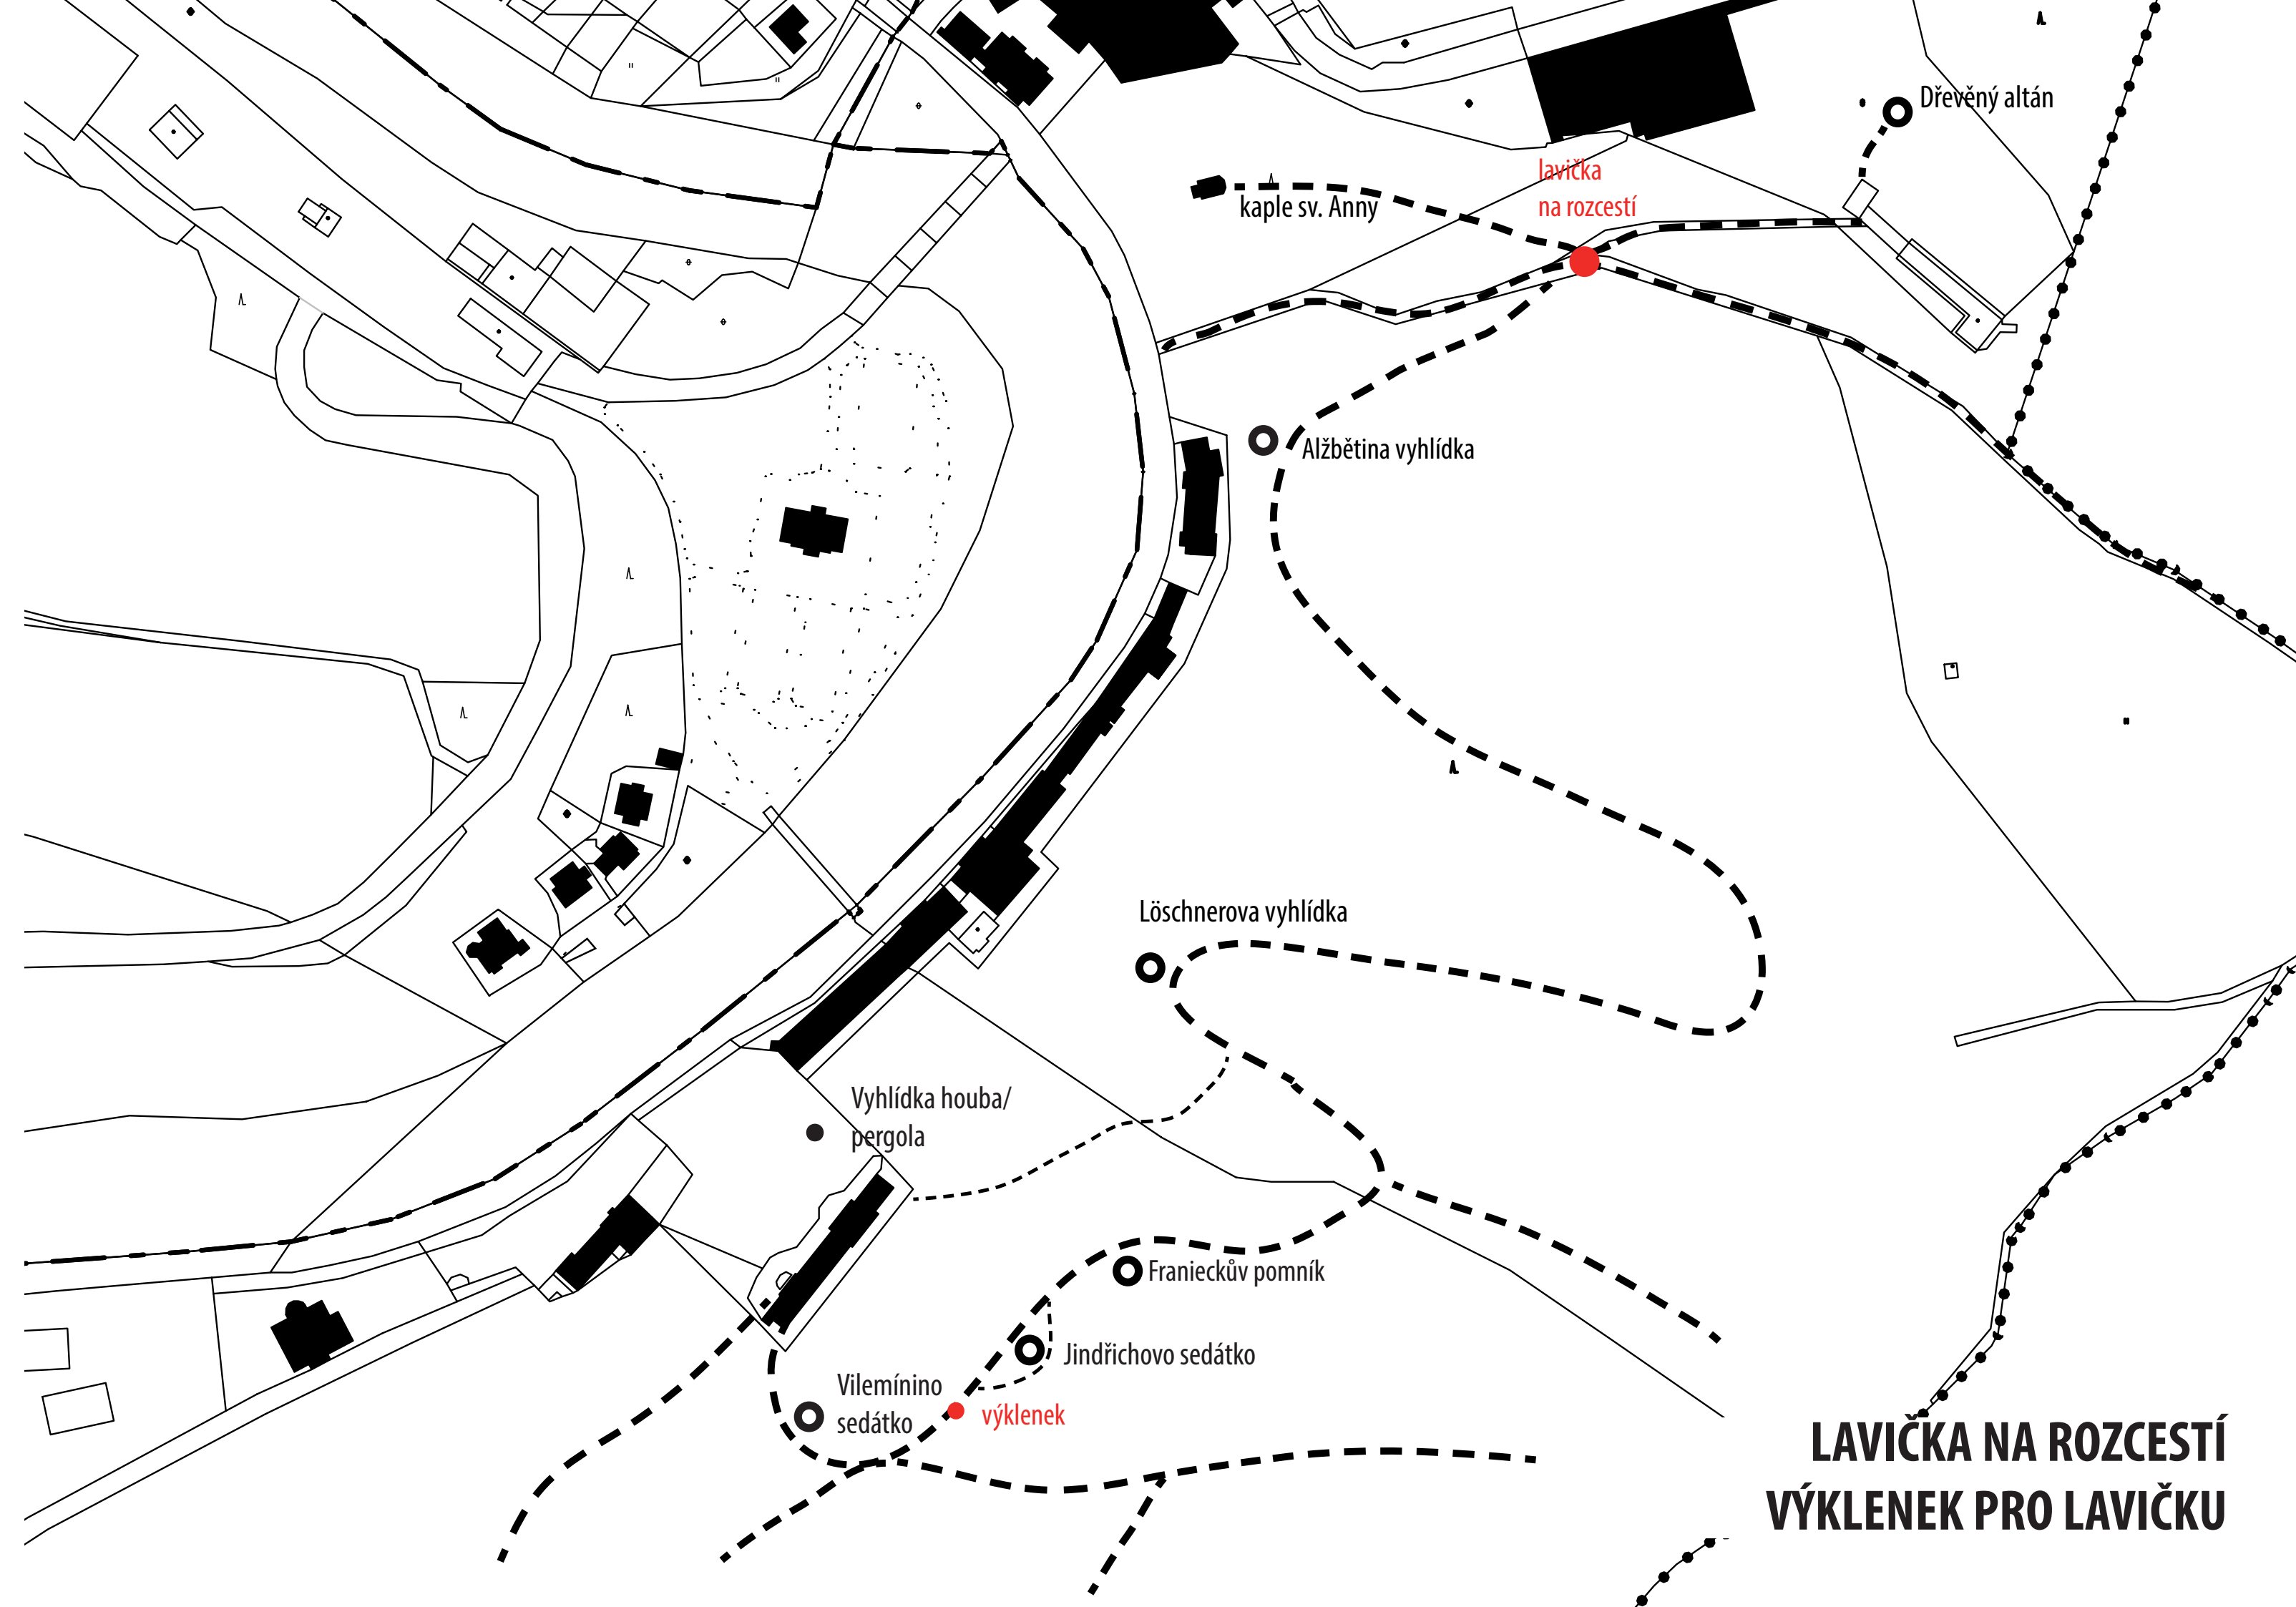 Dřevěný altán
lavička
na rozcestí
kaple sv. Anny
Alžbětina vyhlídka
Löschnerova vyhlídka
Vyhlídka houba/
pergola
Franieckův pomník
Jindřichovo sedátko
Vilemínino
sedátko
výklenek
LAVIČKA NA ROZCESTÍ
VÝKLENEK PRO LAVIČKU